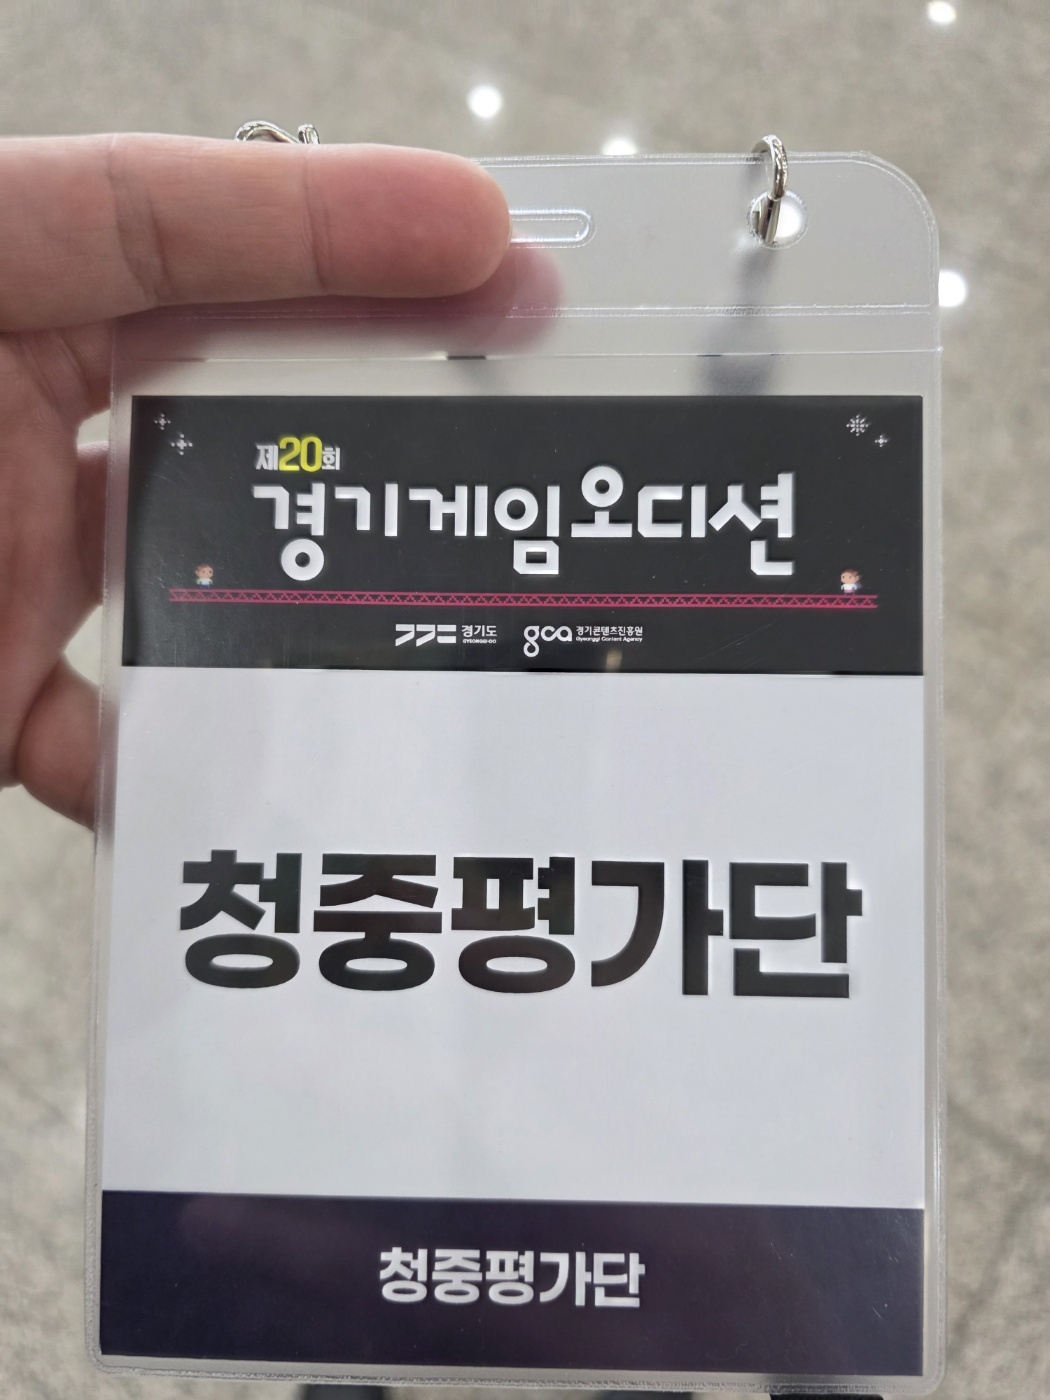 제20회
경기게임오디션
경기도
GYEONGGI-DO
gca 경기콘텐츠진흥원
Gyeonggi Content Agency
청중평가단
청중평가단